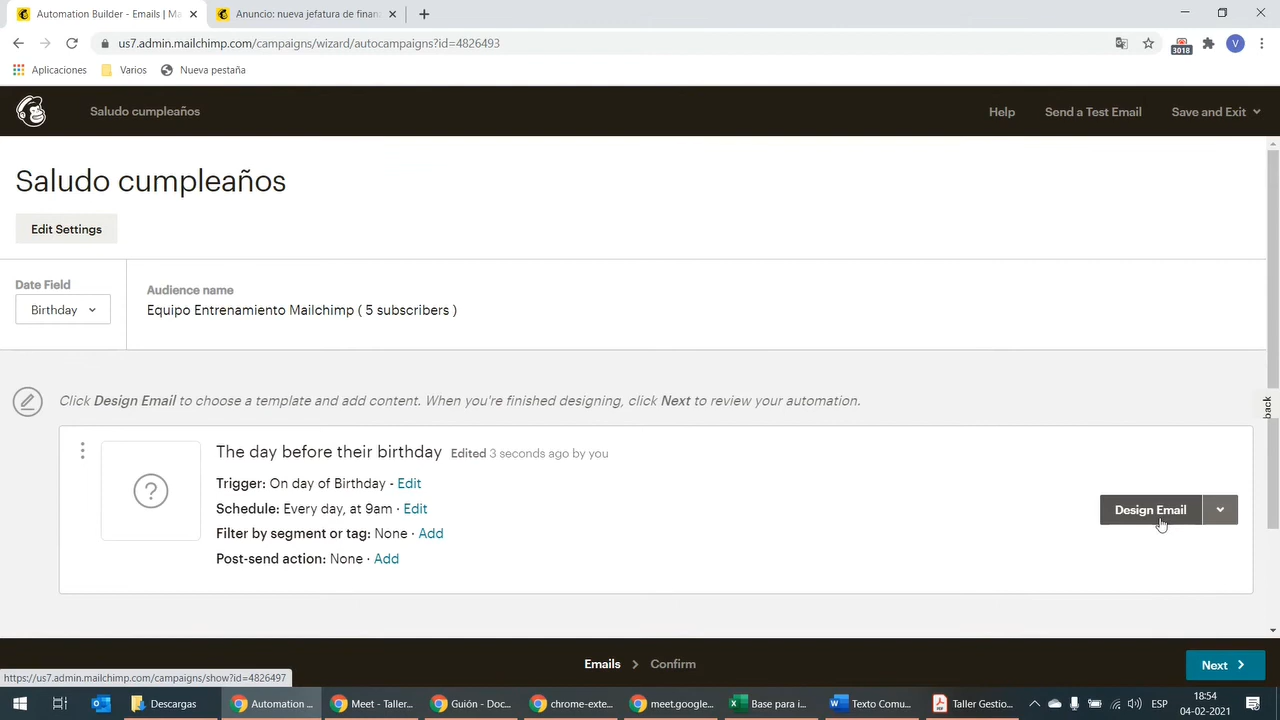 Automation Builder - Emails | Ma
Anuncio: nueva jefatura de finan
us7.admin.mailchimp.com/campaigns/wizard/autocampaigns?id=4826493
3018
V
Aplicaciones
Varios
Nueva pestaña
Saludo cumpleaños
Help
Send a Test Email
Save and Exit
Saludo cumpleaños
Edit Settings
Date Field
Birthday
Audience name
Equipo Entrenamiento Mailchimp ( 5 subscribers )
Click Design Email to choose a template and add content. When you're finished designing, click Next to review your automation.
The day before their birthday Edited 3 seconds ago by you
Trigger: On day of Birthday - Edit
Schedule: Every day, at 9am · Edit
Filter by segment or tag: None · Add
Post-send action: None · Add
Design Email
back
Emails > Confirm
Next
https://us7.admin.mailchimp.com/campaigns/show?id=4826497
Descargas
Automation ...
Meet - Taller...
Guión - Doc...
chrome-exte...
meet.google...
Base para i...
Texto Comu...
Taller Gestio...
ESP
18:54
04-02-2021